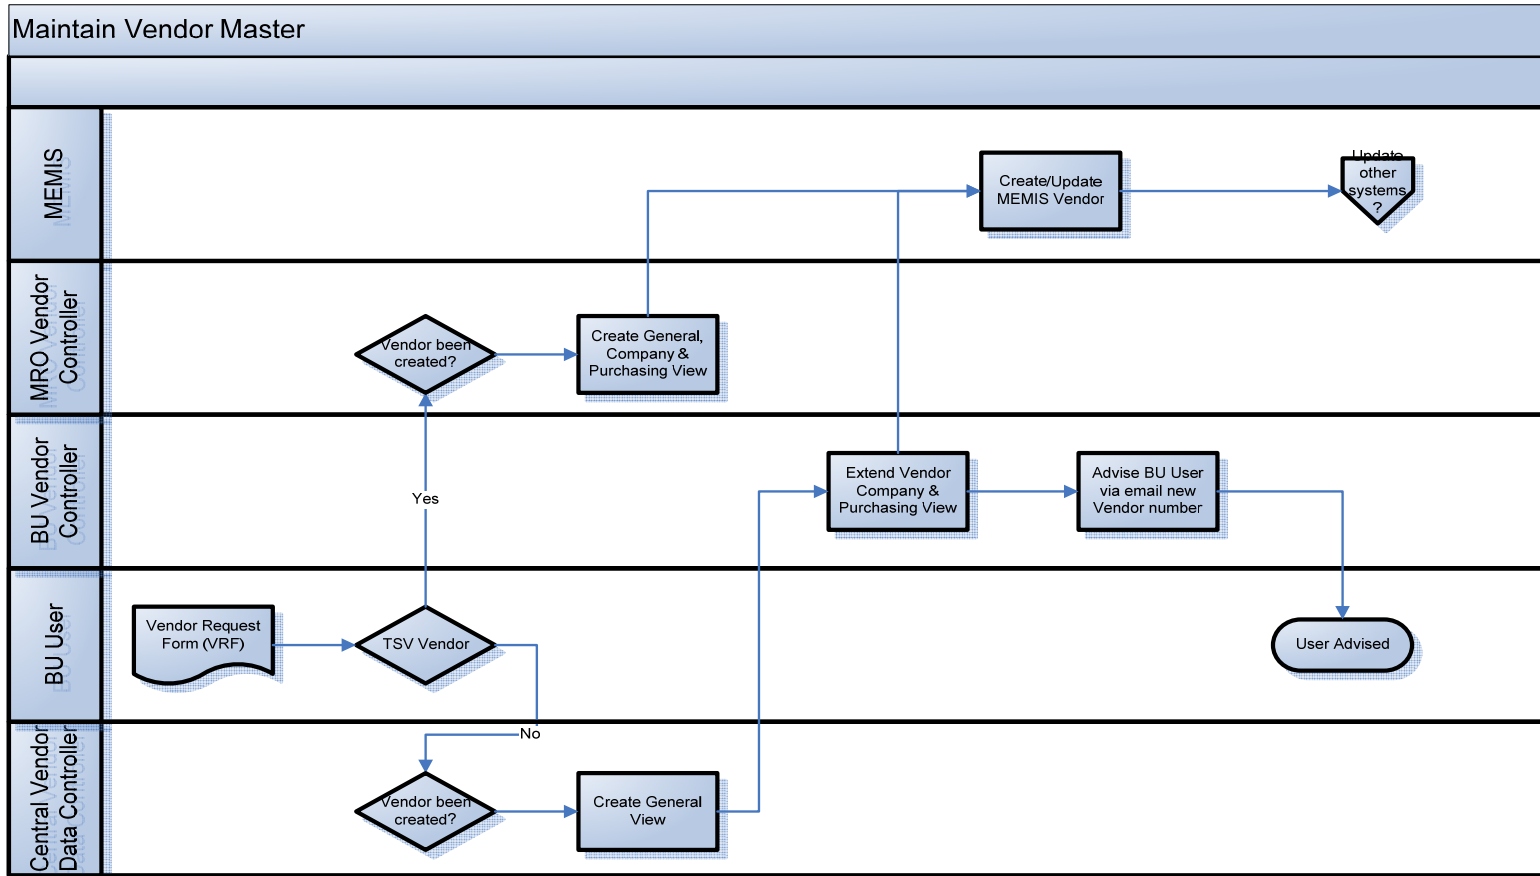 Maintain Vendor Master
MEMIS
Create/Update
MEMIS Vendor
Update
other
systems
?
MRO Vendor
Controller
Vendor been
created?
Create General,
Company &
Purchasing View
BU Vendor
Controller
Yes
Extend Vendor
Company &
Purchasing View
Advise BU User
via email new
Vendor number
BU User
Vendor Request
Form (VRF)
TSV Vendor
User Advised
No
Central Vendor
Data Controller
Vendor been
created?
Create General
View